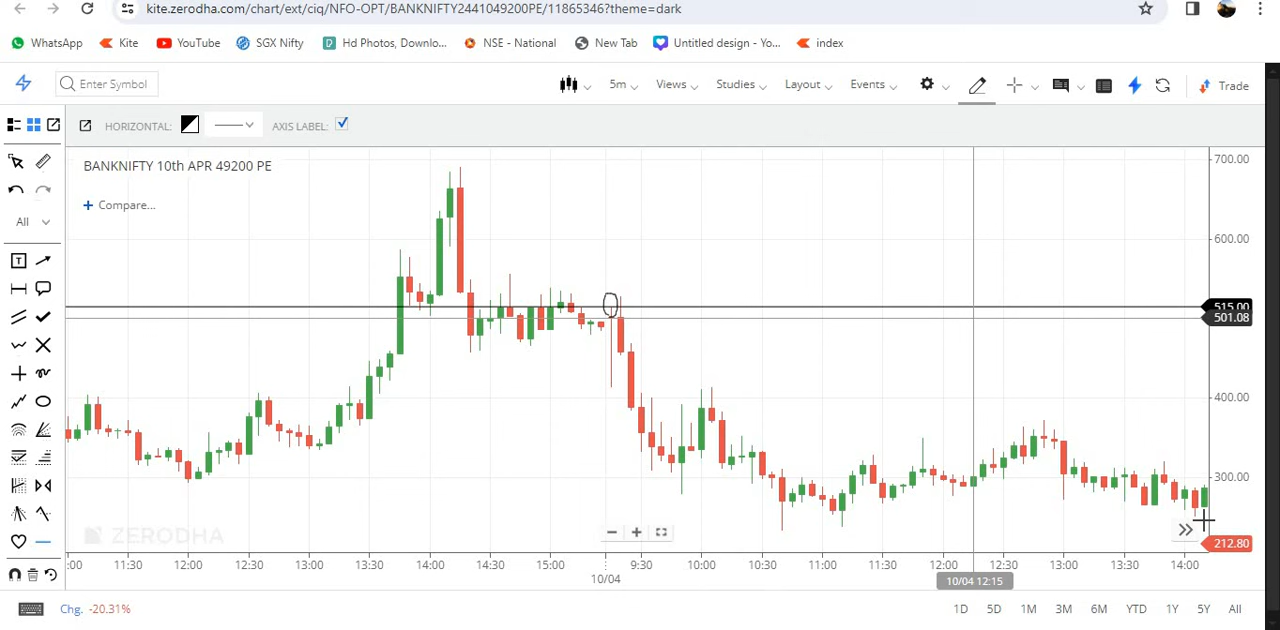 kite.zerodha.com/chart/ext/ciq/NFO-OPT/BANKNIFTY2441049200PE/11865346?theme=dark
WhatsApp Kite YouTube SGX Nifty Hd Photos, Downlo... NSE - National New Tab Untitled design - Yo... index
Enter Symbol 5m Views Studies Layout Events Trade
HORIZONTAL: AXIS LABEL:
BANKNIFTY 10th APR 49200 PE
Compare...
All
T
700.00
600.00
515.00
501.08
400.00
300.00
212.80
ZERODHA
:00 11:30 12:00 12:30 13:00 13:30 14:00 14:30 15:00 9:30 10:00 10:30 11:00 11:30 12:00 12:30 13:00 13:30 14:00
10/04 10/04 12:15
Chg. -20.31% 1D 5D 1M 3M 6M YTD 1Y 5Y All